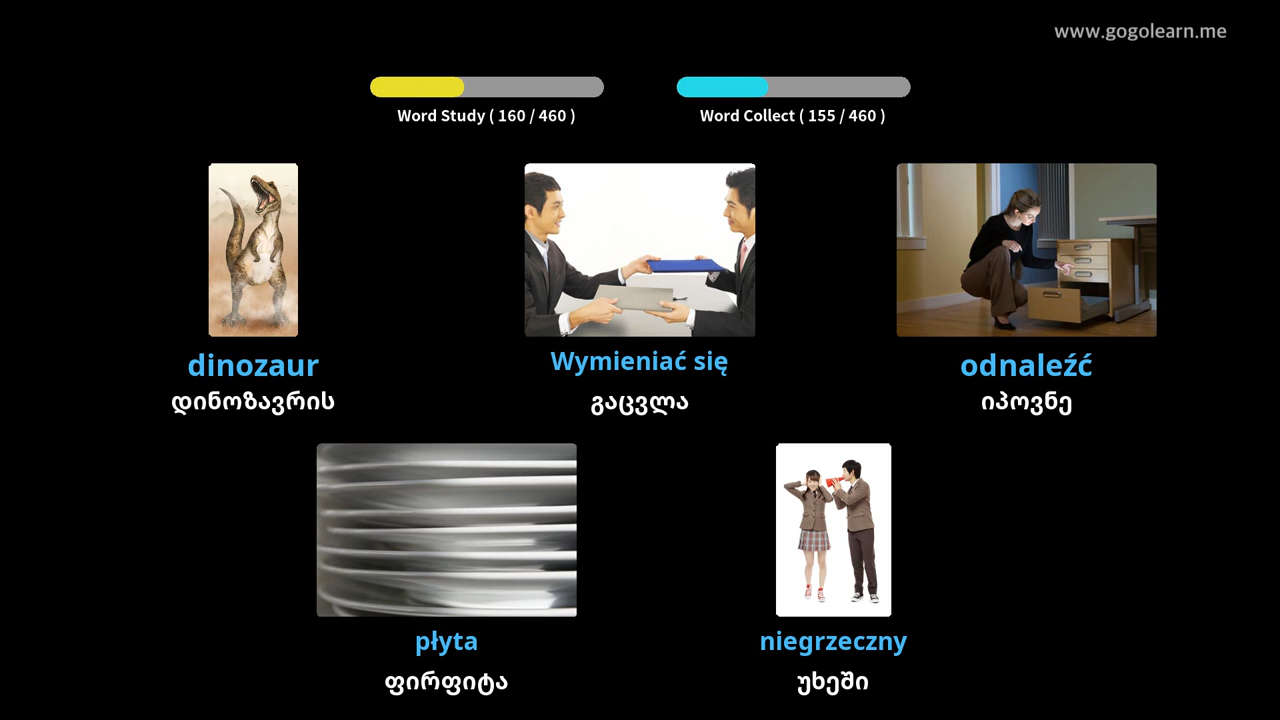 www.gogolearn.me
Word Study ( 160 / 460 )
Word Collect ( 155 / 460 )
dinozaur
დინოზავრის
Wymieniać się
გაცვლა
odnaleźć
იპოვნე
płyta
ფირფიტა
niegrzeczny
უხეში